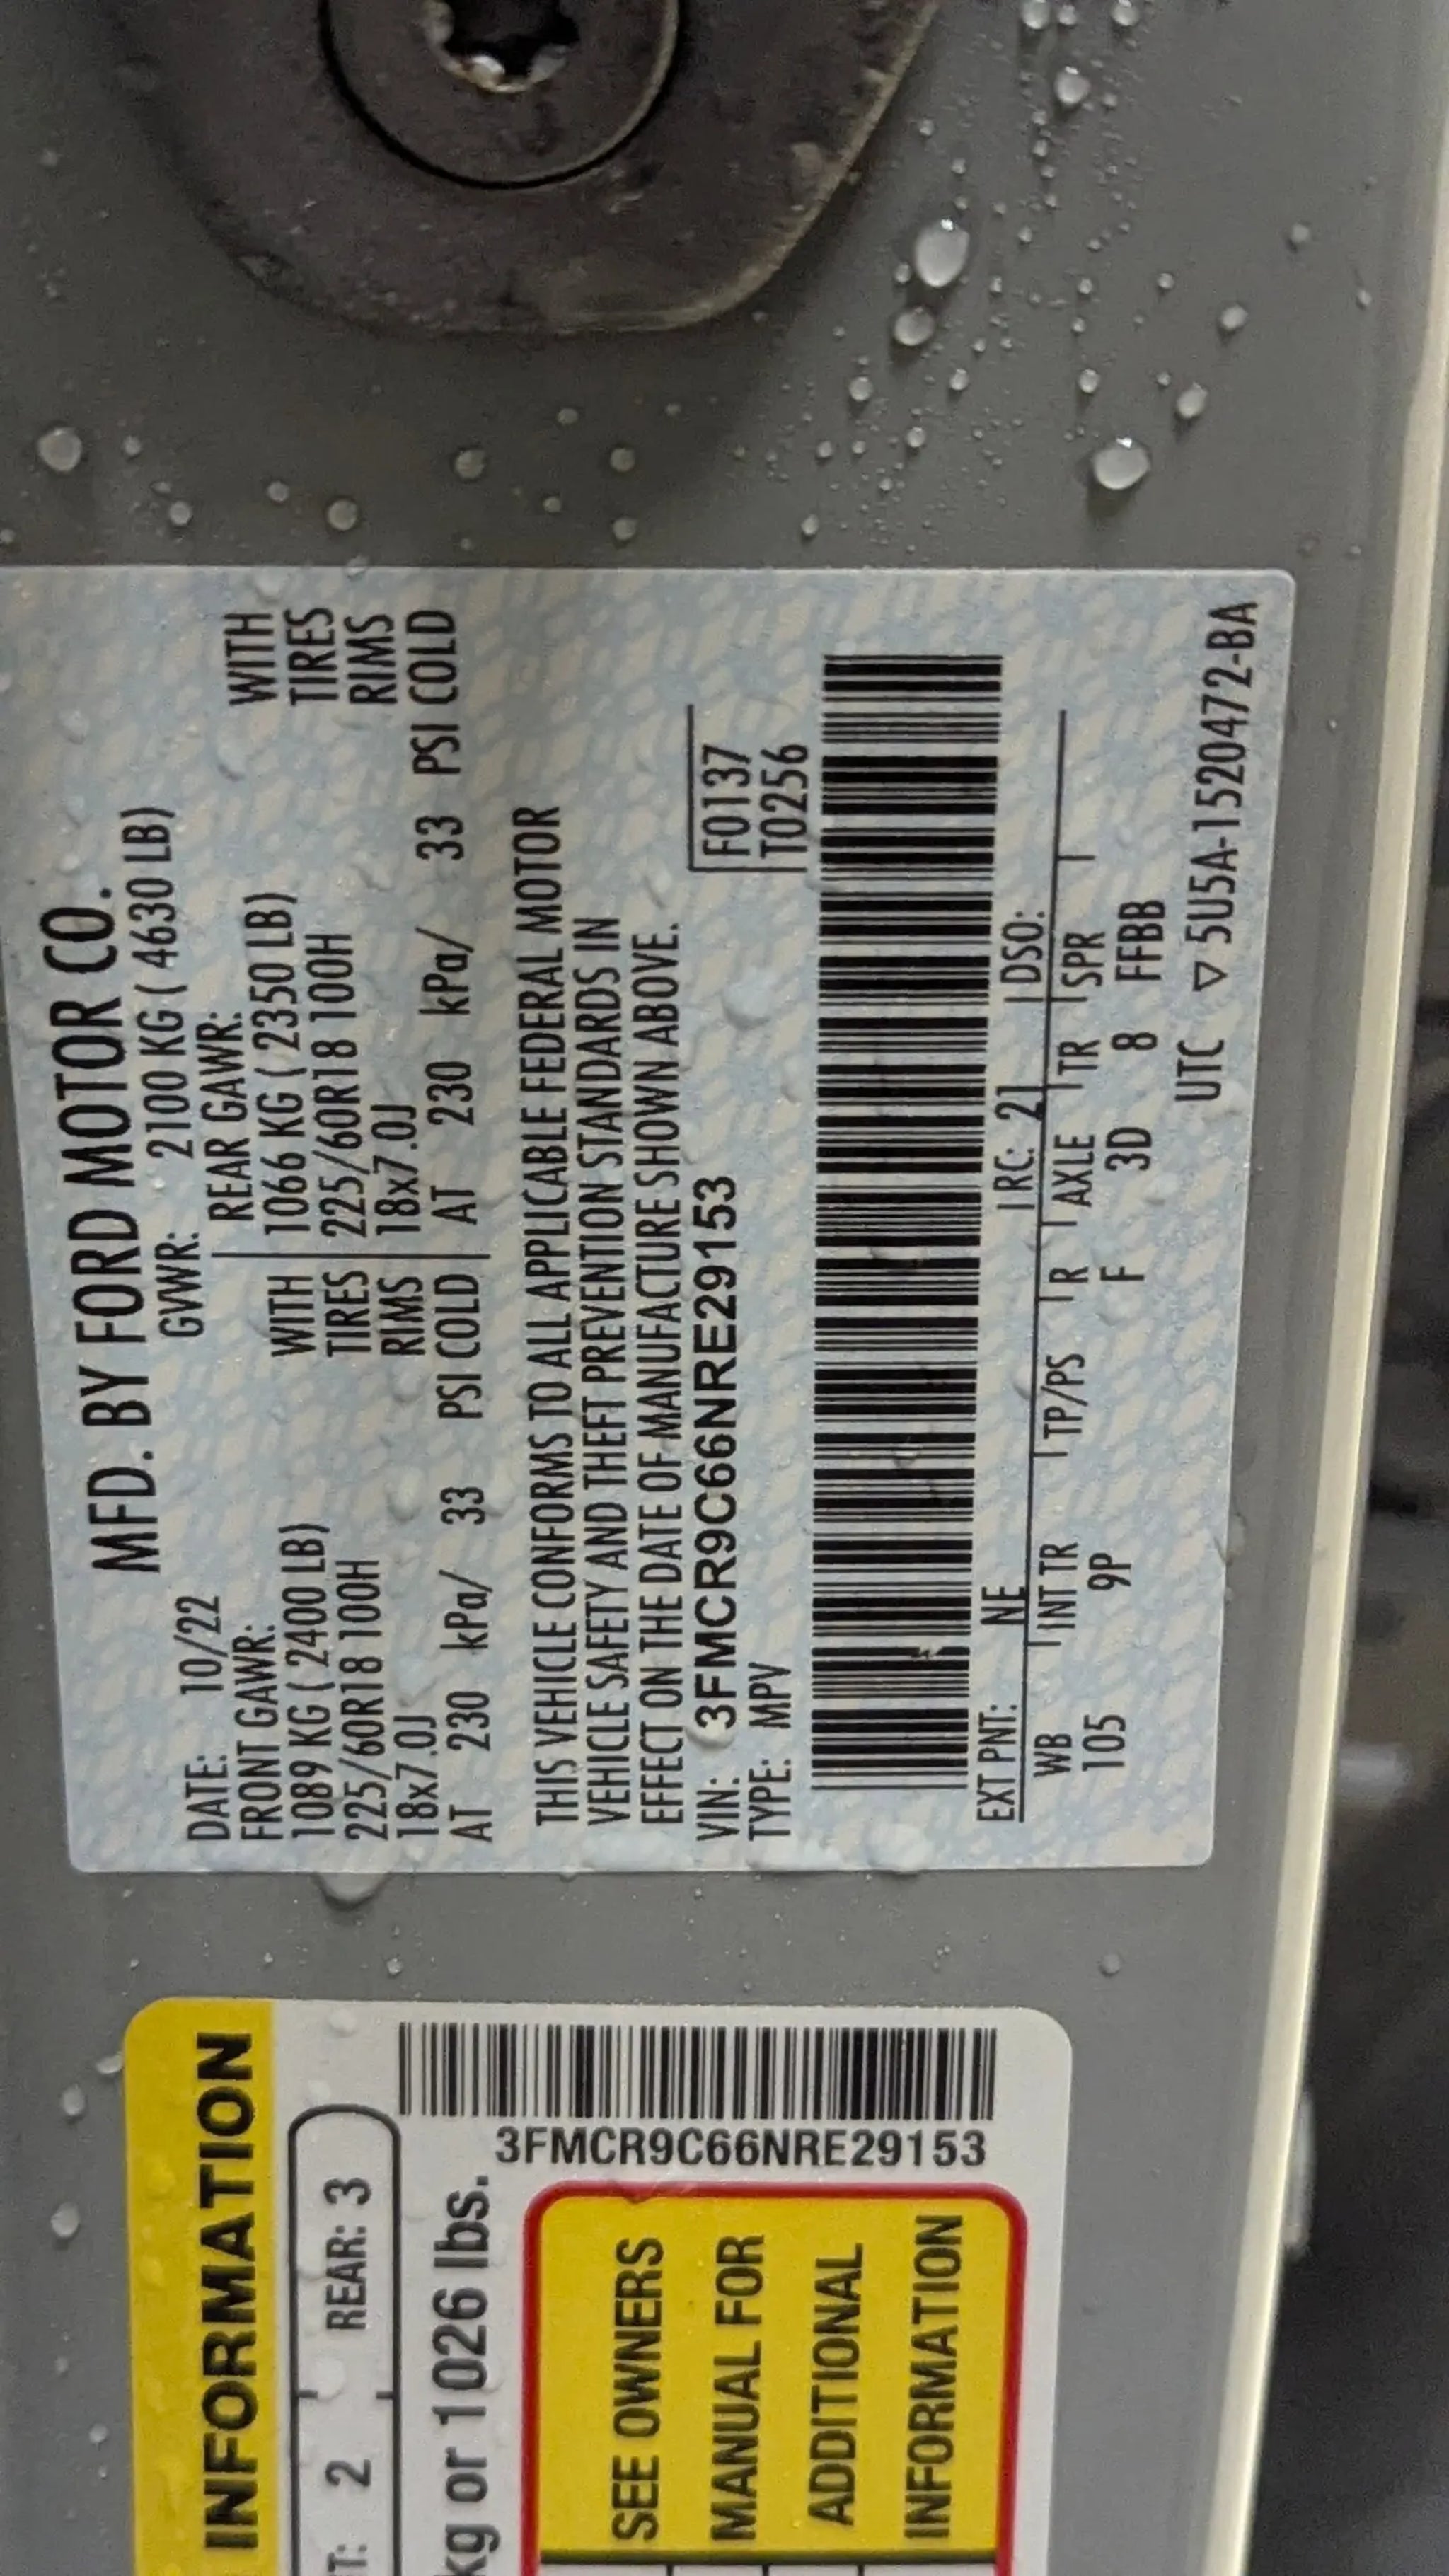 MFD. BY FORD MOTOR CO.
DATE: 10/22 GVWR: 2100 KG ( 4630 LB)
FRONT GAWR: REAR GAWR:
1089 KG ( 2400 LB) WITH 1066 KG ( 2350 LB) WITH
225/60R18 100H TIRES 225/60R18 100H TIRES
18x7.0J RIMS 18x7.0J RIMS
AT 230 kPa/ 33 PSI COLD AT 230 kPa/ 33 PSI COLD
THIS VEHICLE CONFORMS TO ALL APPLICABLE FEDERAL MOTOR
VEHICLE SAFETY AND THEFT PREVENTION STANDARDS IN
EFFECT ON THE DATE OF MANUFACTURE SHOWN ABOVE.
VIN: 3FMCR9C66NRE29153 F0137
TYPE: MPV T0256
EXT PNT: NE RC: 21 DSO:
WB INT TR TP/PS R AXLE TR SPR
105 9P F 3D 8 FFBB
UTC ▽ 5U5A-1520472-BA
INFORMATION
T: 2 REAR: 3
kg or 1026 lbs.
3FMCR9C66NRE29153
SEE OWNERS
MANUAL FOR
ADDITIONAL
INFORMATION